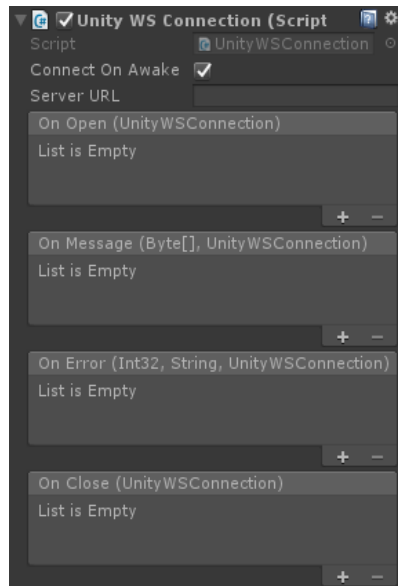 Unity WS Connection (Script
Script UnityWSConnection
Connect On Awake
Server URL
On Open (UnityWSConnection)
List is Empty
+ −
On Message (Byte[], UnityWSConnection)
List is Empty
+ −
On Error (Int32, String, UnityWSConnection)
List is Empty
+ −
On Close (UnityWSConnection)
List is Empty
+ −